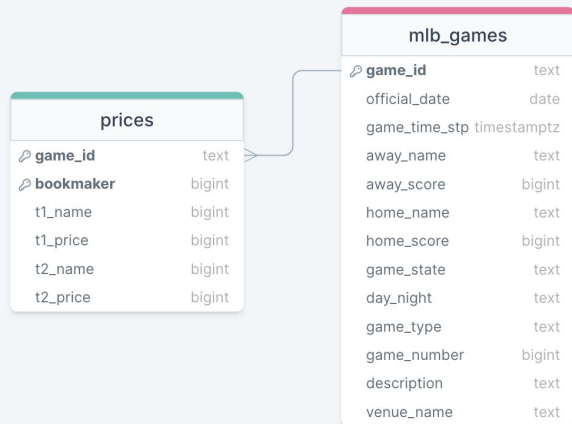 prices
game_id text
bookmaker bigint
t1_name bigint
t1_price bigint
t2_name bigint
t2_price bigint
mlb_games
game_id text
official_date date
game_time_stp timestamptz
away_name text
away_score bigint
home_name text
home_score bigint
game_state text
day_night text
game_type text
game_number bigint
description text
venue_name text